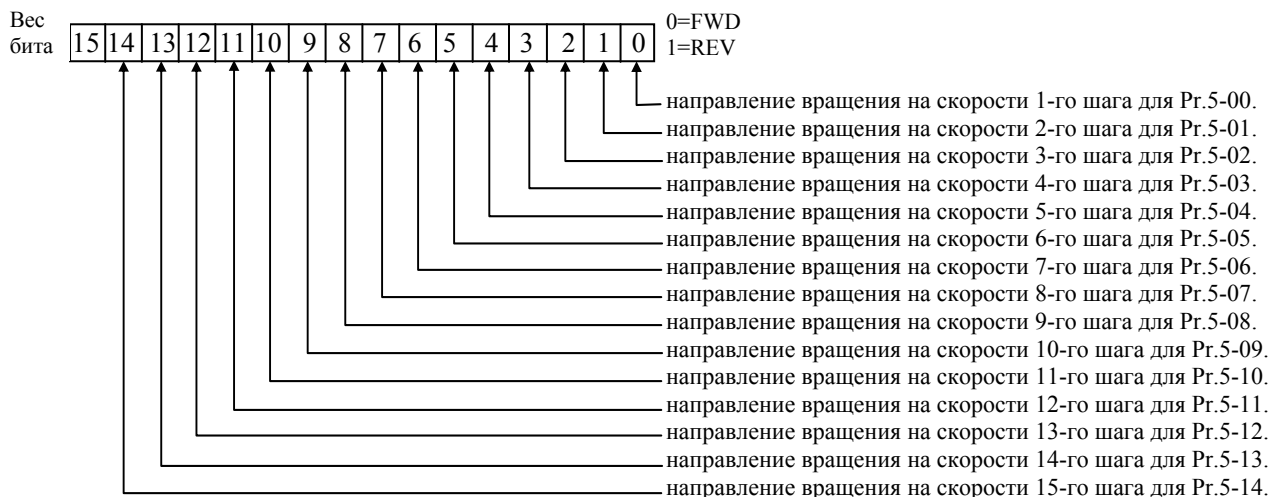 Вес
бита
15 14 13 12 11 10 9 8 7 6 5 4 3 2 1 0
0=FWD
1=REV
направление вращения на скорости 1-го шага для Pr.5-00.
направление вращения на скорости 2-го шага для Pr.5-01.
направление вращения на скорости 3-го шага для Pr.5-02.
направление вращения на скорости 4-го шага для Pr.5-03.
направление вращения на скорости 5-го шага для Pr.5-04.
направление вращения на скорости 6-го шага для Pr.5-05.
направление вращения на скорости 7-го шага для Pr.5-06.
направление вращения на скорости 8-го шага для Pr.5-07.
направление вращения на скорости 9-го шага для Pr.5-08.
направление вращения на скорости 10-го шага для Pr.5-09.
направление вращения на скорости 11-го шага для Pr.5-10.
направление вращения на скорости 12-го шага для Pr.5-11.
направление вращения на скорости 13-го шага для Pr.5-12.
направление вращения на скорости 14-го шага для Pr.5-13.
направление вращения на скорости 15-го шага для Pr.5-14.